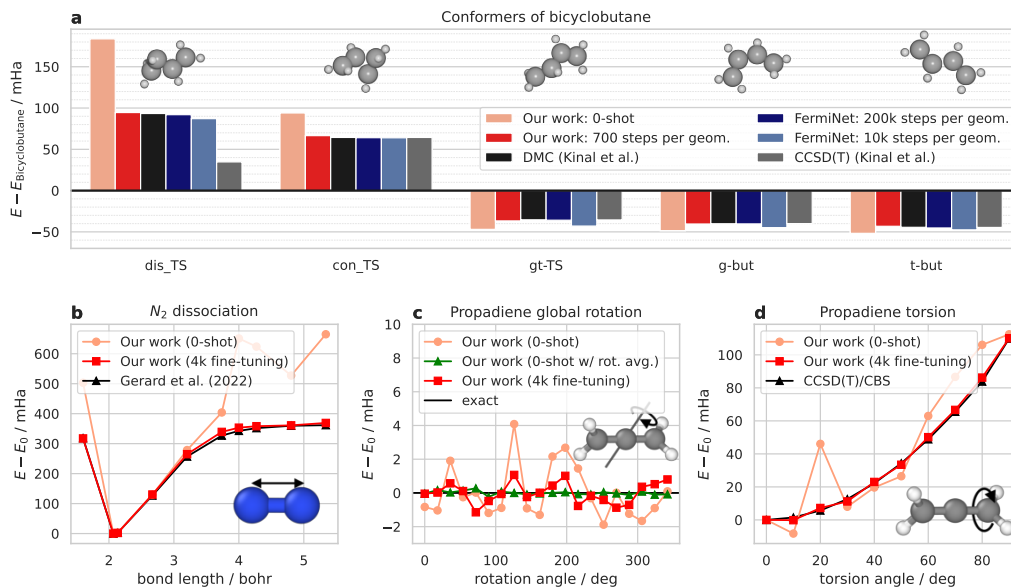 a
Conformers of bicyclobutane
E − E_Bicyclobutane / mHa
150
100
50
0
−50
Our work: 0-shot
Our work: 700 steps per geom.
DMC (Kinal et al.)
FermiNet: 200k steps per geom.
FermiNet: 10k steps per geom.
CCSD(T) (Kinal et al.)
dis_TS
con_TS
gt-TS
g-but
t-but
b
N₂ dissociation
E − E₀ / mHa
600
500
400
300
200
100
0
Our work (0-shot)
Our work (4k fine-tuning)
Gerard et al. (2022)
2
3
4
5
bond length / bohr
c
Propadiene global rotation
E − E₀ / mHa
10
8
6
4
2
0
−2
Our work (0-shot)
Our work (0-shot w/ rot. avg.)
Our work (4k fine-tuning)
exact
0
100
200
300
rotation angle / deg
d
Propadiene torsion
E − E₀ / mHa
100
80
60
40
20
0
Our work (0-shot)
Our work (4k fine-tuning)
CCSD(T)/CBS
0
20
40
60
80
torsion angle / deg